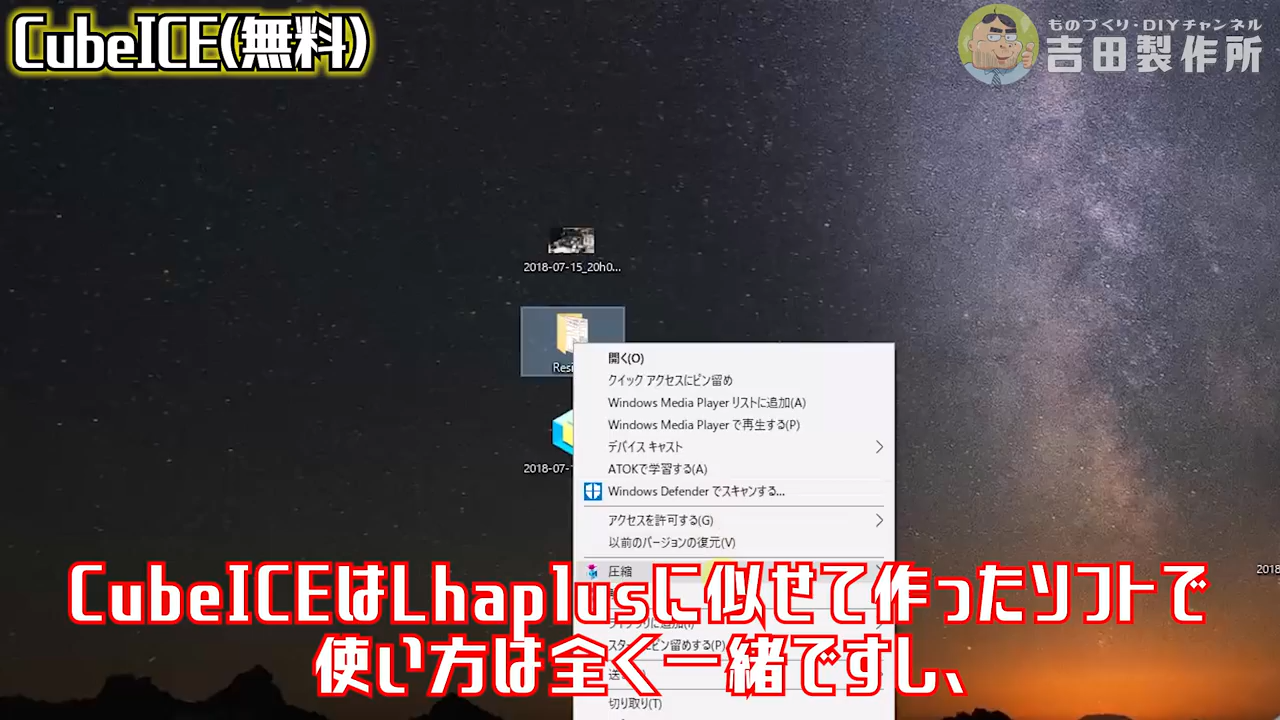 CubeICE(無料)
ものづくり・DIYチャンネル
吉田製作所
2018-07-15_20h0...
開く(O)
クイック アクセスにピン留め
Windows Media Player リストに追加(A)
Windows Media Player で再生する(P)
デバイス キャスト
ATOKで学習する(A)
Windows Defender でスキャンする...
アクセスを許可する(G)
以前のバージョンの復元(V)
圧縮
CubeICEはLhaplusに似せて作ったソフトで
使い方は全く一緒ですし、
切り取り(T)
2018-07-1
2018